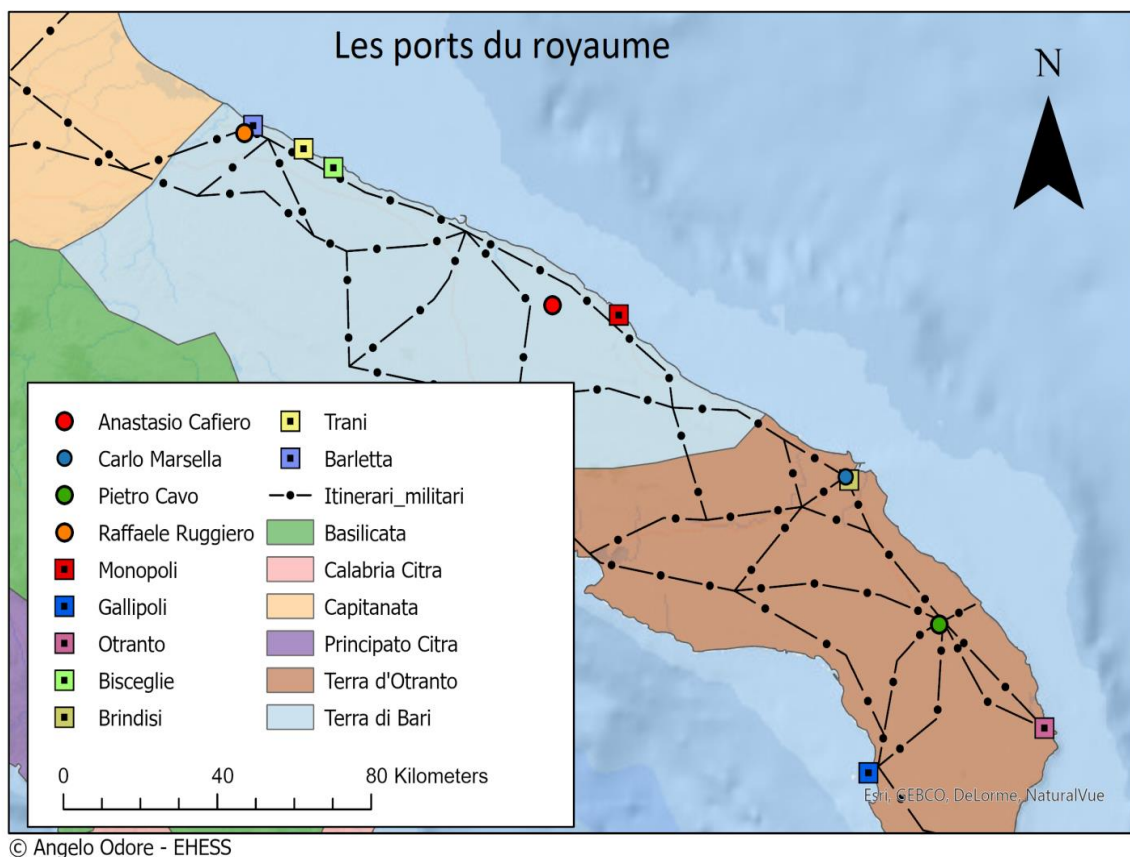 Les ports du royaume
N
Anastasio Cafiero
Carlo Marsella
Pietro Cavo
Raffaele Ruggiero
Monopoli
Gallipoli
Otranto
Bisceglie
Brindisi
Trani
Barletta
Itinerari_militari
Basilicata
Calabria Citra
Capitanata
Principato Citra
Terra d'Otranto
Terra di Bari
0 40 80 Kilometers
Esri, GEBCO, DeLorme, NaturalVue
© Angelo Odore - EHESS